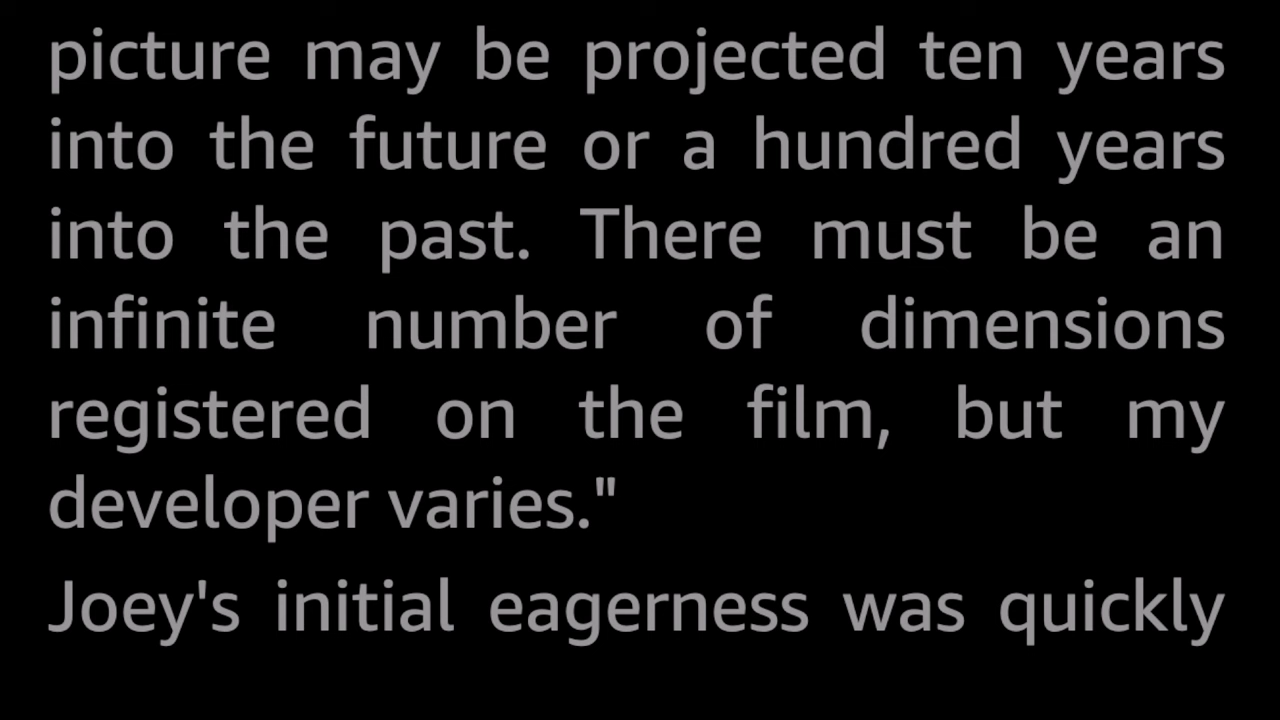 picture may be projected ten years
into the future or a hundred years
into the past. There must be an
infinite number of dimensions
registered on the film, but my
developer varies."
Joey's initial eagerness was quickly